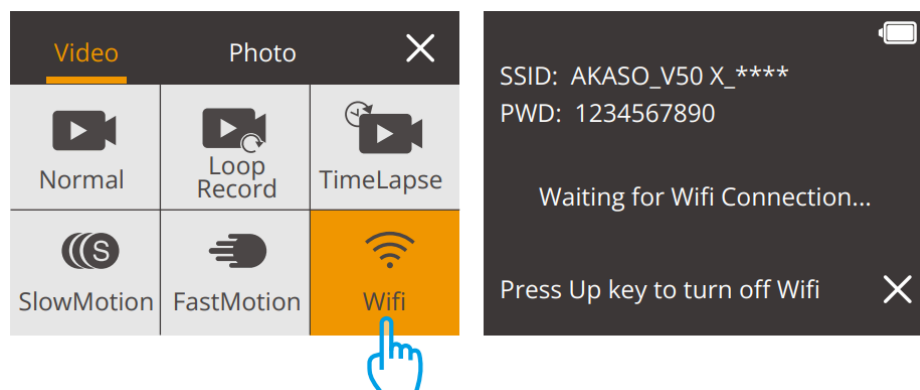 Video Photo
Normal
Loop
Record
TimeLapse
S
SlowMotion
FastMotion
Wifi
SSID: AKASO_V50 X_****
PWD: 1234567890
Waiting for Wifi Connection...
Press Up key to turn off Wifi